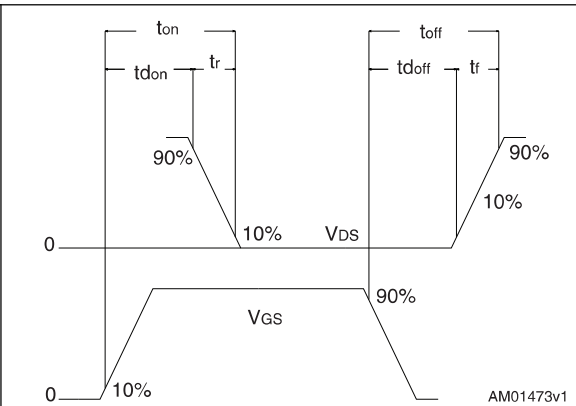 ton toff
tdon tr tdoff tf
90% 90%
10%
0 10% VDS
90%
VGS
0 10% AM01473v1